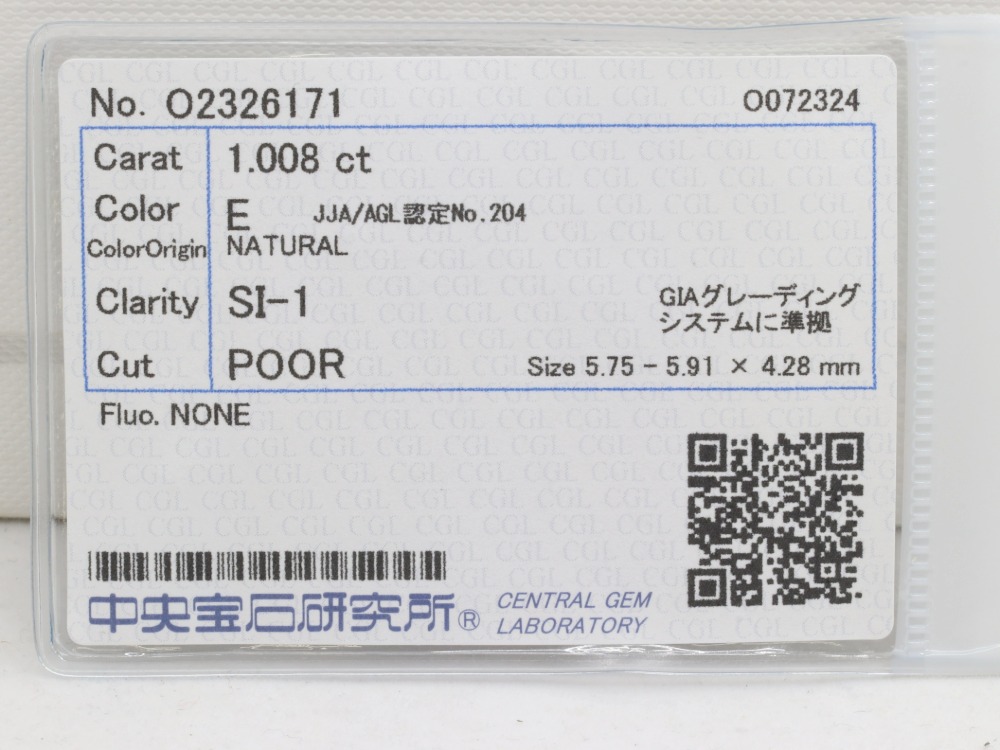 No. O2326171 O072324
Carat 1.008 ct
Color E JJA/AGL認定No.204
ColorOrigin NATURAL
Clarity SI-1 GIAグレーディング
システムに準拠
Cut POOR Size 5.75 - 5.91 × 4.28 mm
Fluo. NONE
中央宝石研究所® CENTRAL GEM
LABORATORY